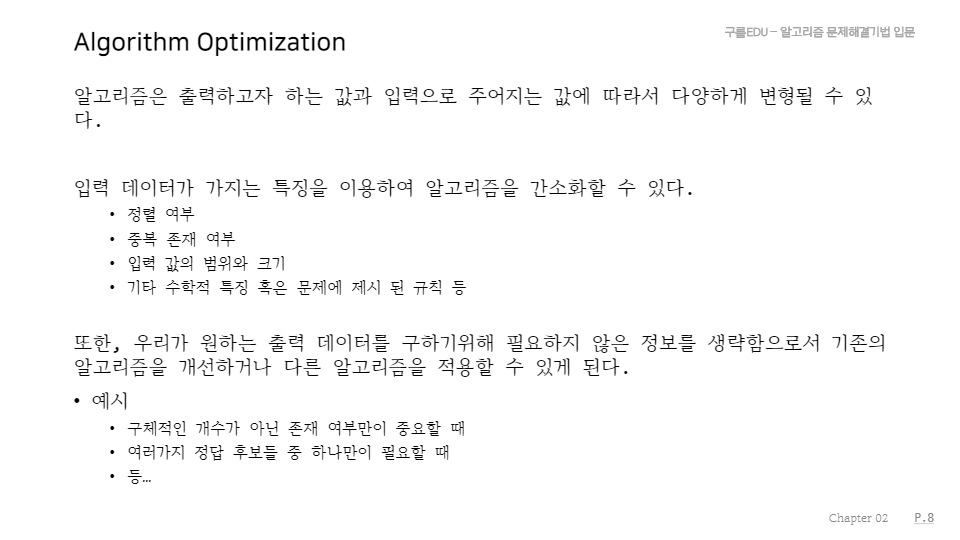 Algorithm Optimization
구름EDU – 알고리즘 문제해결기법 입문
알고리즘은 출력하고자 하는 값과 입력으로 주어지는 값에 따라서 다양하게 변형될 수 있
다.
입력 데이터가 가지는 특징을 이용하여 알고리즘을 간소화할 수 있다.
• 정렬 여부
• 중복 존재 여부
• 입력 값의 범위와 크기
• 기타 수학적 특징 혹은 문제에 제시 된 규칙 등
또한, 우리가 원하는 출력 데이터를 구하기위해 필요하지 않은 정보를 생략함으로서 기존의
알고리즘을 개선하거나 다른 알고리즘을 적용할 수 있게 된다.
• 예시
• 구체적인 개수가 아닌 존재 여부만이 중요할 때
• 여러가지 정답 후보들 중 하나만이 필요할 때
• 등…
Chapter 02 P.8